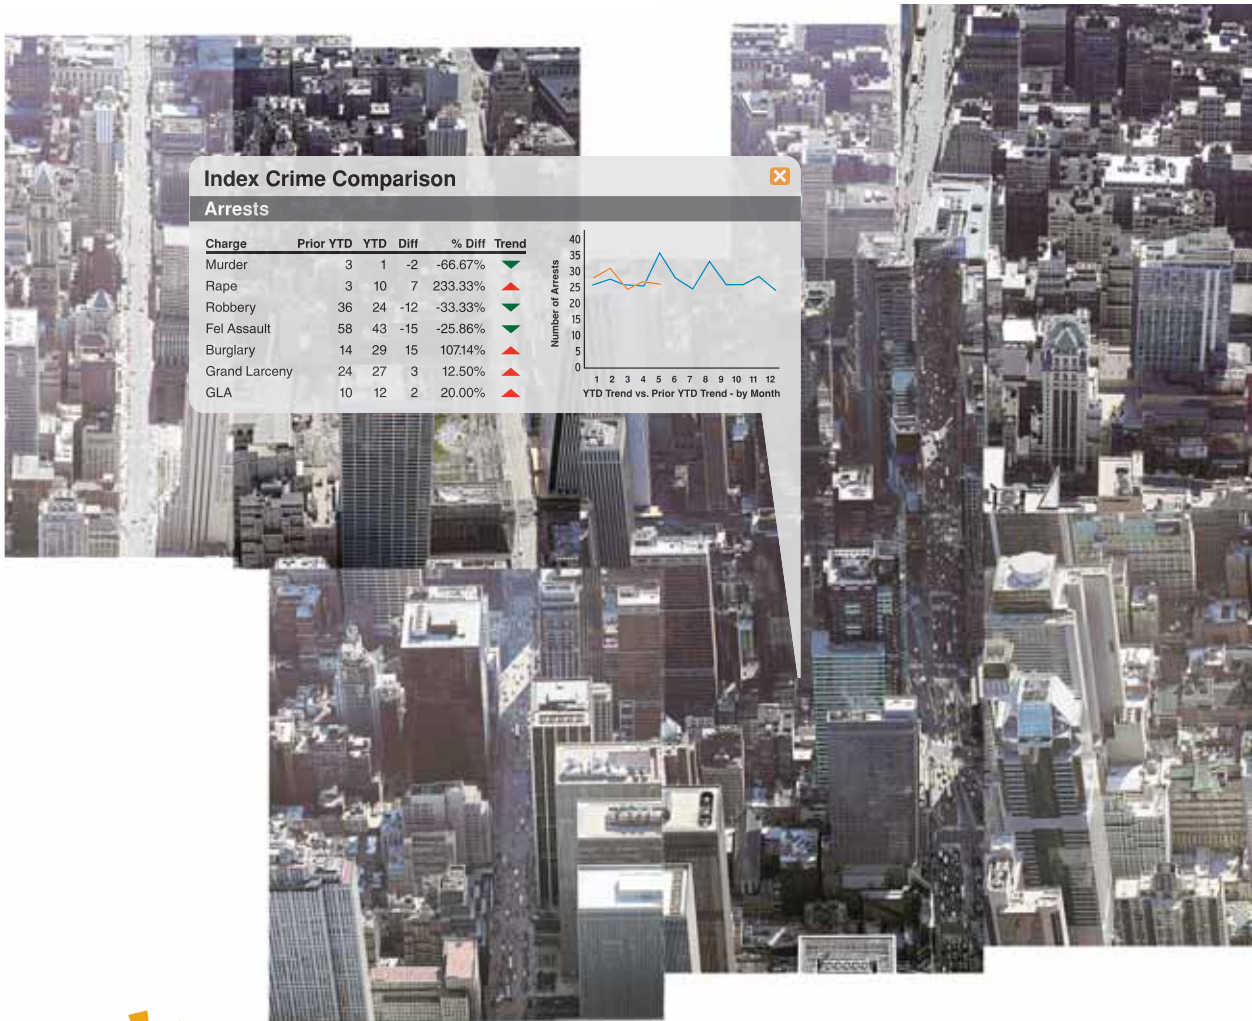 Index Crime Comparison
Arrests
Charge Prior YTD YTD Diff % Diff Trend
Murder 3 1 -2 -66.67%
Rape 3 10 7 233.33%
Robbery 36 24 -12 -33.33%
Fel Assault 58 43 -15 -25.86%
Burglary 14 29 15 107.14%
Grand Larceny 24 27 3 12.50%
GLA 10 12 2 20.00%
Number of Arrests
40
35
30
25
20
15
10
5
0
1 2 3 4 5 6 7 8 9 10 11 12
YTD Trend vs. Prior YTD Trend - by Month